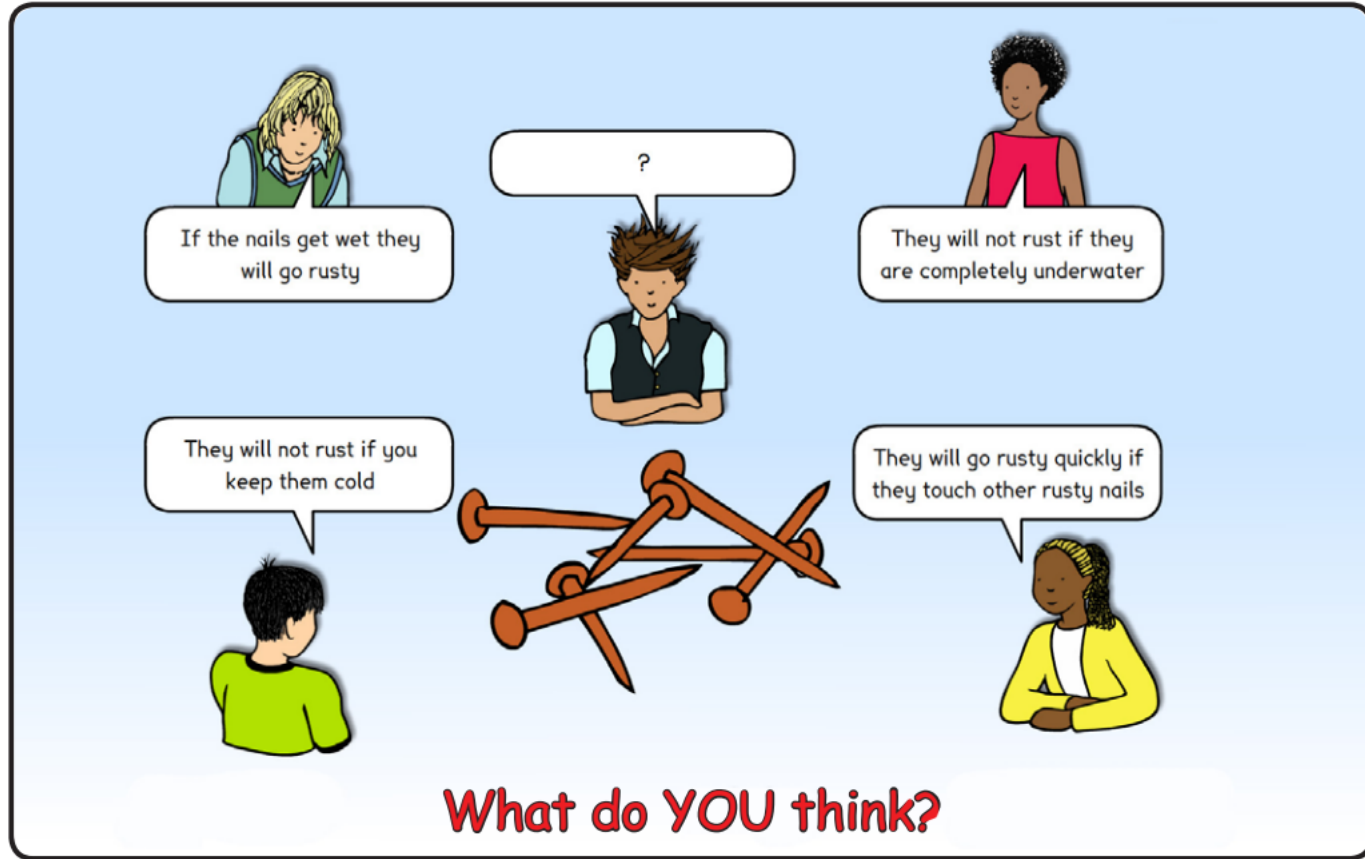 If the nails get wet they
will go rusty
?
They will not rust if they
are completely underwater
They will not rust if you
keep them cold
They will go rusty quickly if
they touch other rusty nails
What do YOU think?